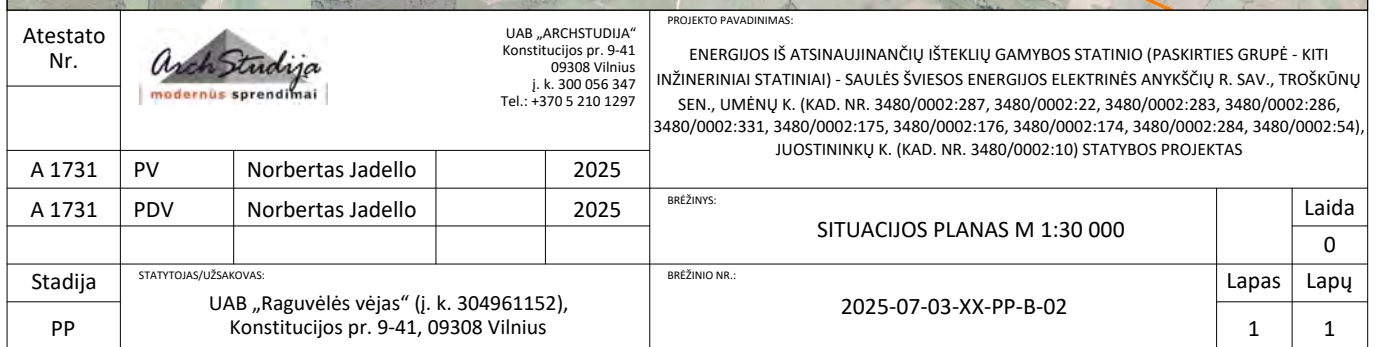 Atestato
Nr.
ArchStudija
modernūs sprendimai
UAB „ARCHSTUDIJA“
Konstitucijos pr. 9-41
09308 Vilnius
į. k. 300 056 347
Tel.: +370 5 210 1297
PROJEKTO PAVADINIMAS:
ENERGIJOS IŠ ATSINAUJINANČIŲ IŠTEKLIŲ GAMYBOS STATINIO (PASKIRTIES GRUPĖ - KITI
INŽINERINIAI STATINIAI) - SAULĖS ŠVIESOS ENERGIJOS ELEKTRINĖS ANYKŠČIŲ R. SAV., TROŠKŪNŲ
SEN., UMĖNŲ K. (KAD. NR. 3480/0002:287, 3480/0002:22, 3480/0002:283, 3480/0002:286,
3480/0002:331, 3480/0002:175, 3480/0002:176, 3480/0002:174, 3480/0002:284, 3480/0002:54),
JUOSTININKŲ K. (KAD. NR. 3480/0002:10) STATYBOS PROJEKTAS
A 1731 PV Norbertas Jadello 2025
A 1731 PDV Norbertas Jadello 2025
BRĖŽINYS:
SITUACIJOS PLANAS M 1:30 000
Laida
0
Stadija
PP
STATYTOJAS/UŽSAKOVAS:
UAB „Raguvėlės vėjas“ (į. k. 304961152),
Konstitucijos pr. 9-41, 09308 Vilnius
BRĖŽINIO NR.:
2025-07-03-XX-PP-B-02
Lapas Lapų
1 1